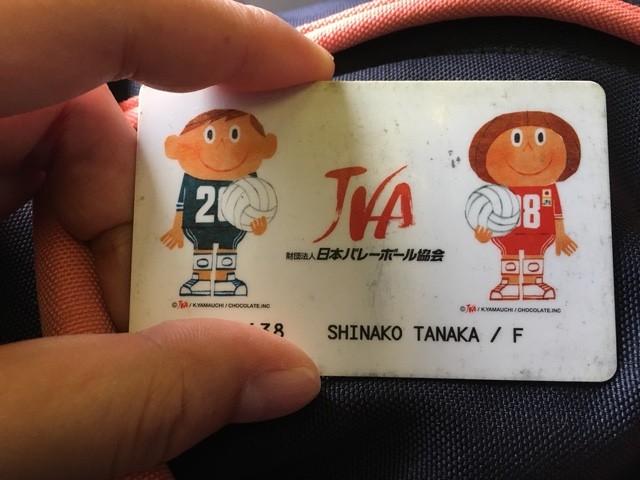 JVA
財団法人 日本バレーボール協会
© JVA / K.YAMAUCHI / CHOCOLATE.INC
© JVA / K.YAMAUCHI / CHOCOLATE.INC
SHINAKO TANAKA / F